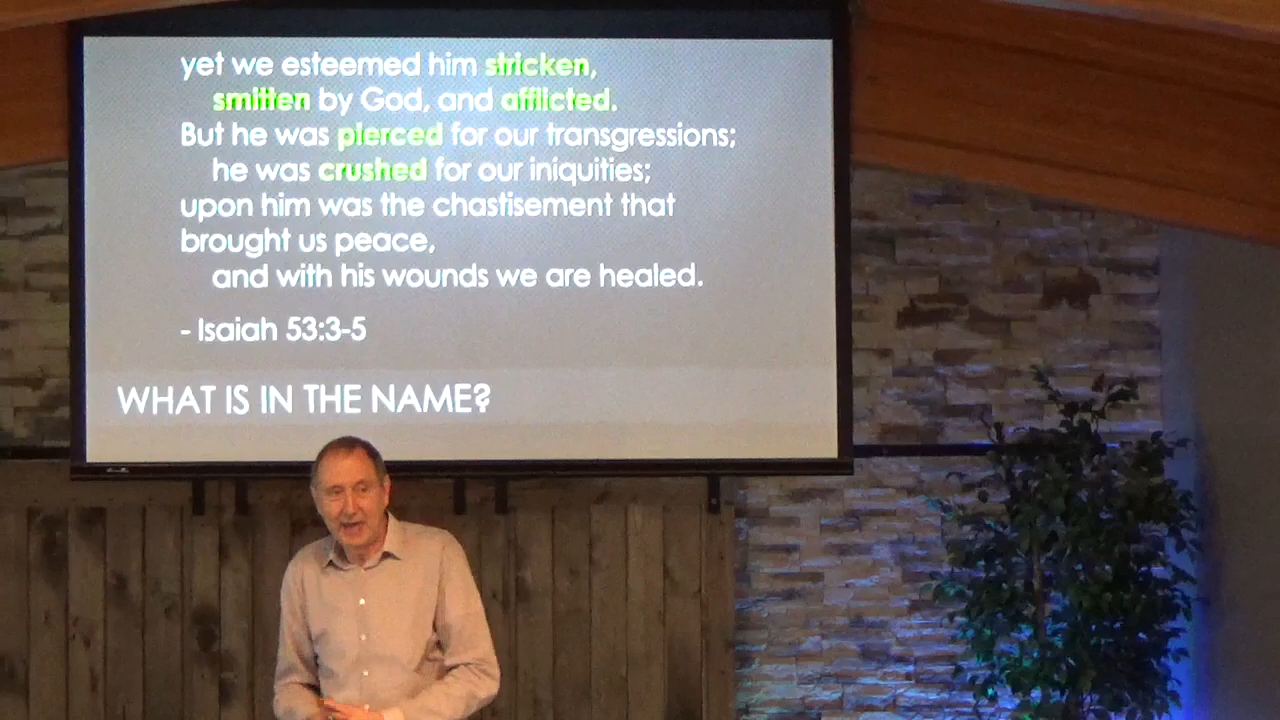 yet we esteemed him stricken,
smitten by God, and afflicted.
But he was pierced for our transgressions;
he was crushed for our iniquities;
upon him was the chastisement that
brought us peace,
and with his wounds we are healed.
- Isaiah 53:3-5
WHAT IS IN THE NAME?